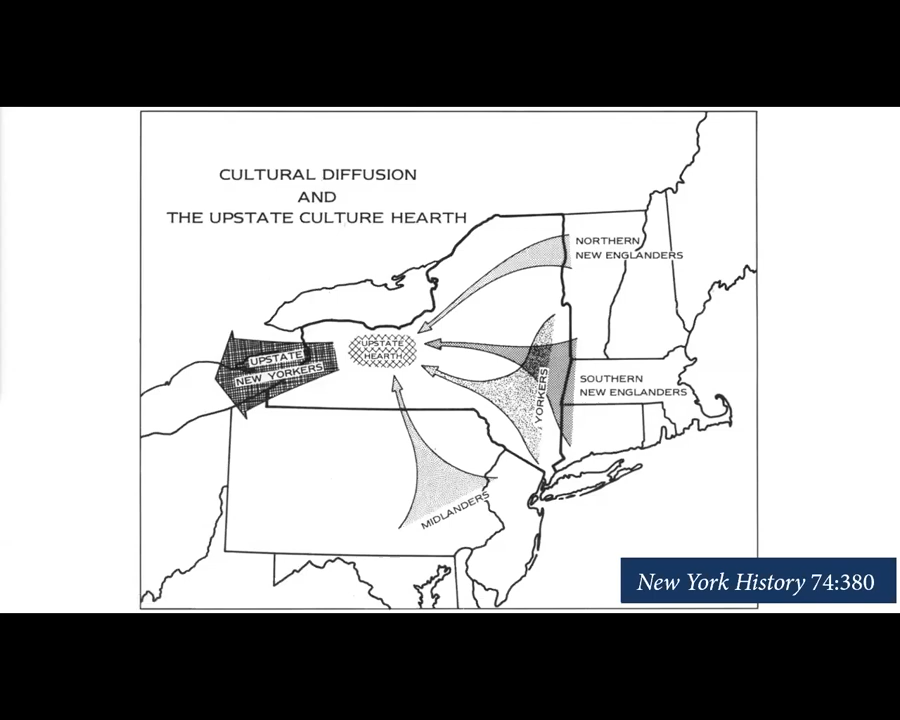 CULTURAL DIFFUSION
AND
THE UPSTATE CULTURE HEARTH
NORTHERN
NEW ENGLANDERS
UPSTATE
HEARTH
UPSTATE
NEW YORKERS
YORKERS
SOUTHERN
NEW ENGLANDERS
MIDLANDERS
New York History 74:380